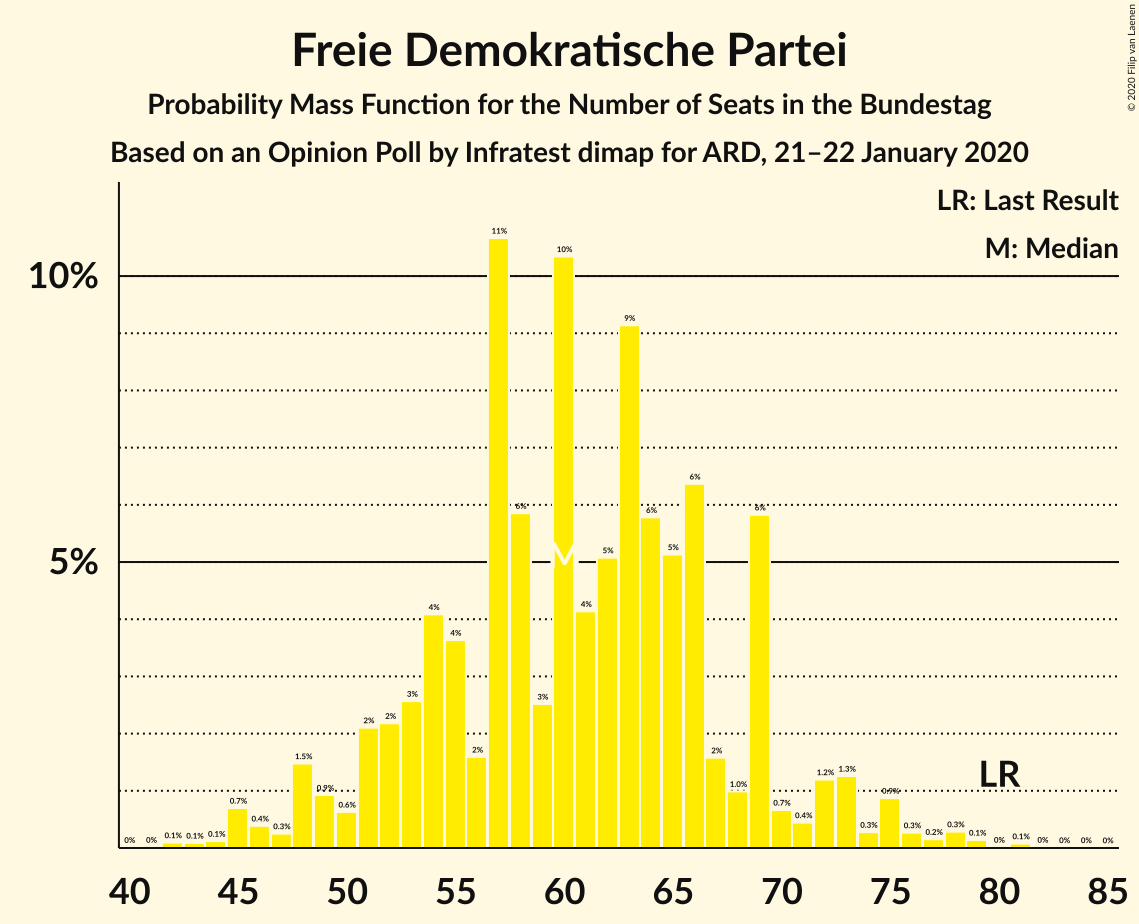 © 2020 Filip van Laenen
Freie Demokratische Partei
Probability Mass Function for the Number of Seats in the Bundestag
Based on an Opinion Poll by Infratest dimap for ARD, 21–22 January 2020
LR: Last Result
M: Median
10%
5%
0% 0% 0.1% 0.1% 0.1% 0.7% 0.4% 0.3% 1.5% 0.9% 0.6% 2% 2% 3% 4% 4% 2% 11% 6% 3% 10% 4% 5% 9% 6% 5% 6% 2% 1.0% 6% 0.7% 0.4% 1.2% 1.3% 0.3% 0.9% 0.3% 0.2% 0.3% 0.1% 0% 0.1% 0% 0% 0% 0%
M
LR
40 45 50 55 60 65 70 75 80 85